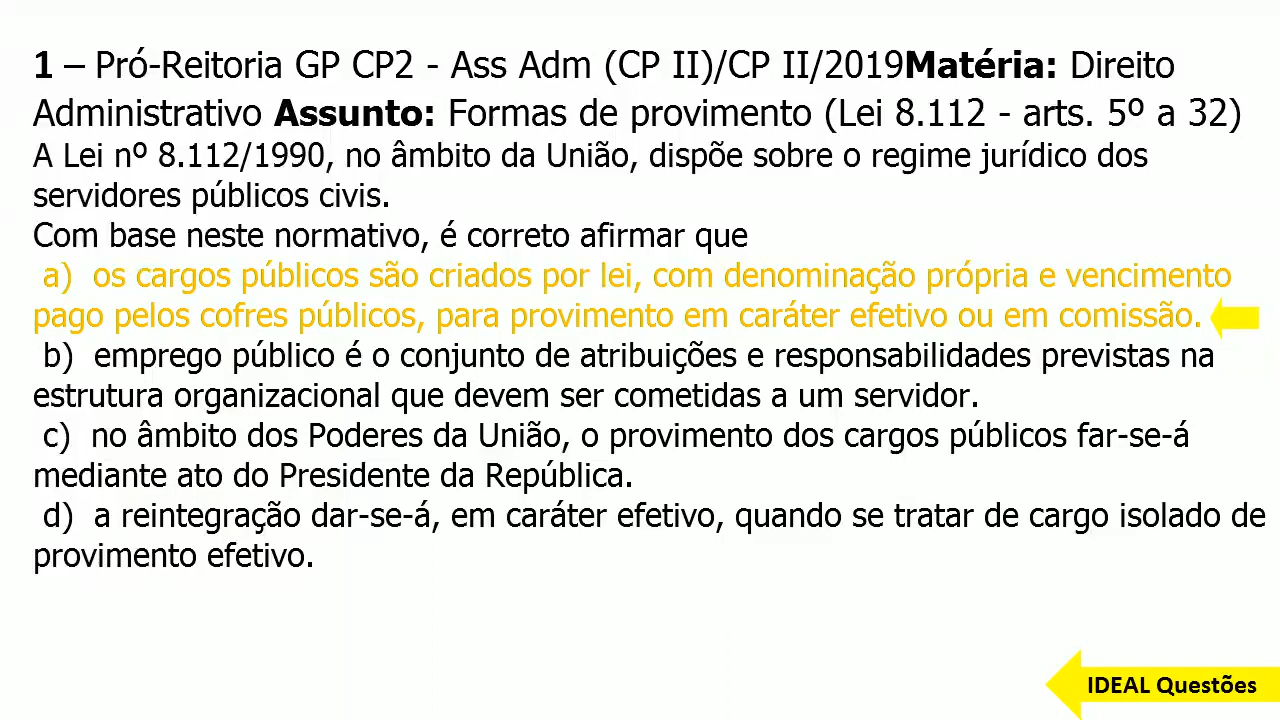 1 – Pró-Reitoria GP CP2 - Ass Adm (CP II)/CP II/2019Matéria: Direito
Administrativo Assunto: Formas de provimento (Lei 8.112 - arts. 5º a 32)
A Lei nº 8.112/1990, no âmbito da União, dispõe sobre o regime jurídico dos
servidores públicos civis.
Com base neste normativo, é correto afirmar que
a) os cargos públicos são criados por lei, com denominação própria e vencimento
pago pelos cofres públicos, para provimento em caráter efetivo ou em comissão.
b) emprego público é o conjunto de atribuições e responsabilidades previstas na
estrutura organizacional que devem ser cometidas a um servidor.
c) no âmbito dos Poderes da União, o provimento dos cargos públicos far-se-á
mediante ato do Presidente da República.
d) a reintegração dar-se-á, em caráter efetivo, quando se tratar de cargo isolado de
provimento efetivo.
IDEAL Questões